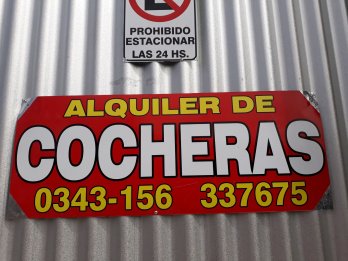 PROHIBIDO
ESTACIONAR
LAS 24 HS.
ALQUILER DE
COCHERAS
0343-156 337675